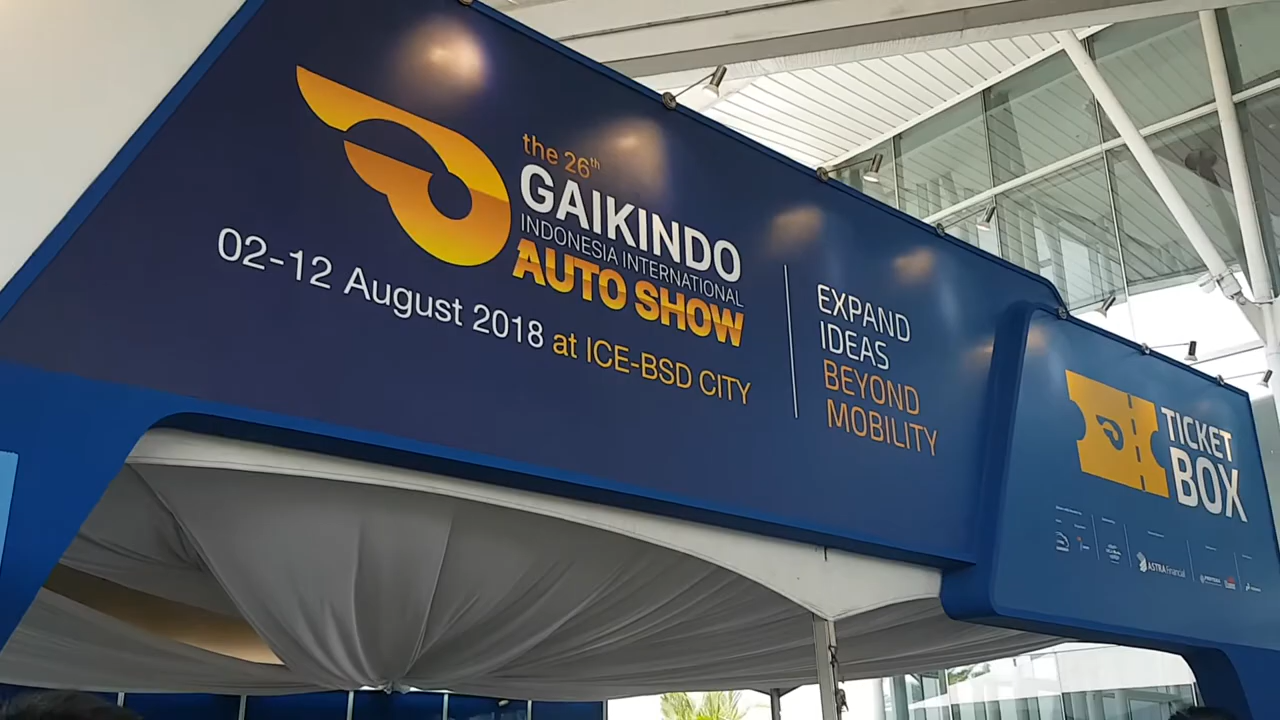 the 26th
GAIKINDO
INDONESIA INTERNATIONAL
AUTO SHOW
02-12 August 2018 at ICE-BSD CITY
EXPAND
IDEAS
BEYOND
MOBILITY
TICKET
BOX
ASTRA financial